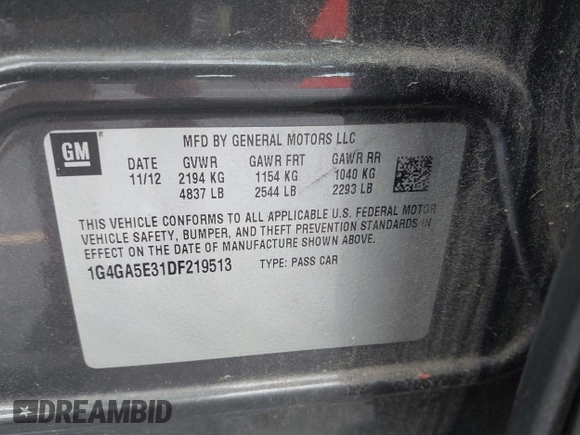 GM
MFD BY GENERAL MOTORS LLC
DATE GVWR GAWR FRT GAWR RR
11/12 2194 KG 1154 KG 1040 KG
4837 LB 2544 LB 2293 LB
THIS VEHICLE CONFORMS TO ALL APPLICABLE U.S. FEDERAL MOTOR
VEHICLE SAFETY, BUMPER, AND THEFT PREVENTION STANDARDS IN
EFFECT ON THE DATE OF MANUFACTURE SHOWN ABOVE.
1G4GA5E31DF219513 TYPE: PASS CAR
DREAMBID